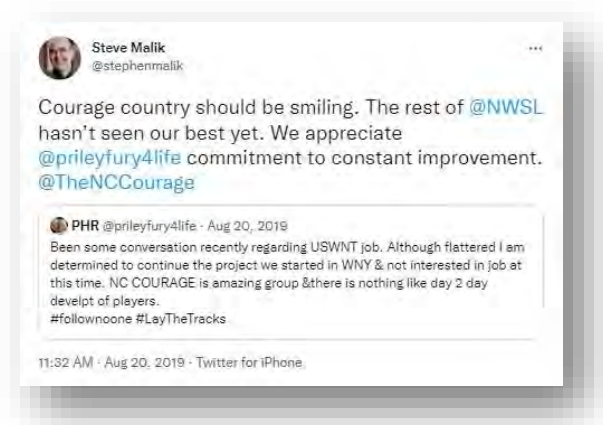 Steve Malik
@stephenmalik
Courage country should be smiling. The rest of @NWSL
hasn't seen our best yet. We appreciate
@prileyfury4life commitment to constant improvement.
@TheNCCourage
PHR @prileyfury4life · Aug 20, 2019
Been some conversation recently regarding USWNT job. Although flattered I am
determined to continue the project we started in WNY & not interested in job at
this time. NC COURAGE is amazing group &there is nothing like day 2 day
develpt of players.
#follownoone #LayTheTracks
11:32 AM · Aug 20, 2019 · Twitter for iPhone